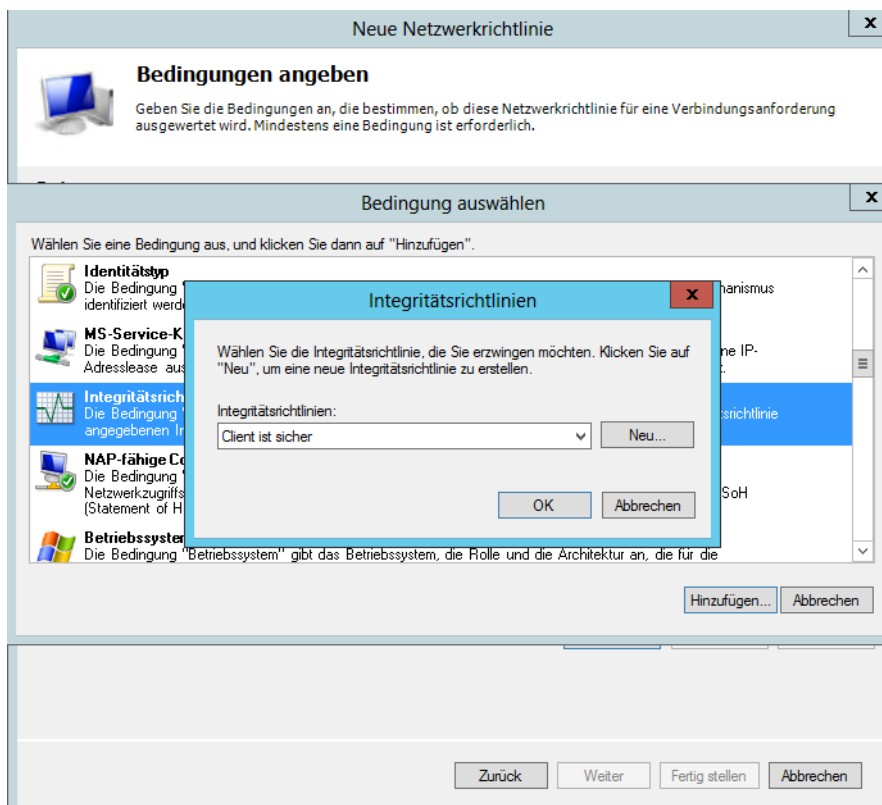 Neue Netzwerkrichtlinie
x
Bedingungen angeben
Geben Sie die Bedingungen an, die bestimmen, ob diese Netzwerkrichtlinie für eine Verbindungsanforderung
ausgewertet wird. Mindestens eine Bedingung ist erforderlich.
Bedingung auswählen
x
Wählen Sie eine Bedingung aus, und klicken Sie dann auf "Hinzufügen".
Identitätstyp
Die Bedingung "
identifiziert
MS-Service-K
Die Bedingung "
ne IP-
Adresslease aus
Integritätsrich
Die Bedingung "
srichtlinie
angegebenen
NAP-fähige
Die Bedingung "
Netzwerkzugriffs
SoH
(Statement of H
Betriebssyster
Die Bedingung "Betriebssystem" gibt das Betriebssystem, die Rolle und die Architektur an, die für die
Integritätsrichtlinien
x
Wählen Sie die Integritätsrichtlinie, die Sie erzwingen möchten. Klicken Sie auf
"Neu", um eine neue Integritätsrichtlinie zu erstellen.
Integritätsrichtlinien:
Client ist sicher
Neu...
OK
Abbrechen
Hinzufügen...
Abbrechen
Zurück
Weiter
Fertig stellen
Abbrechen